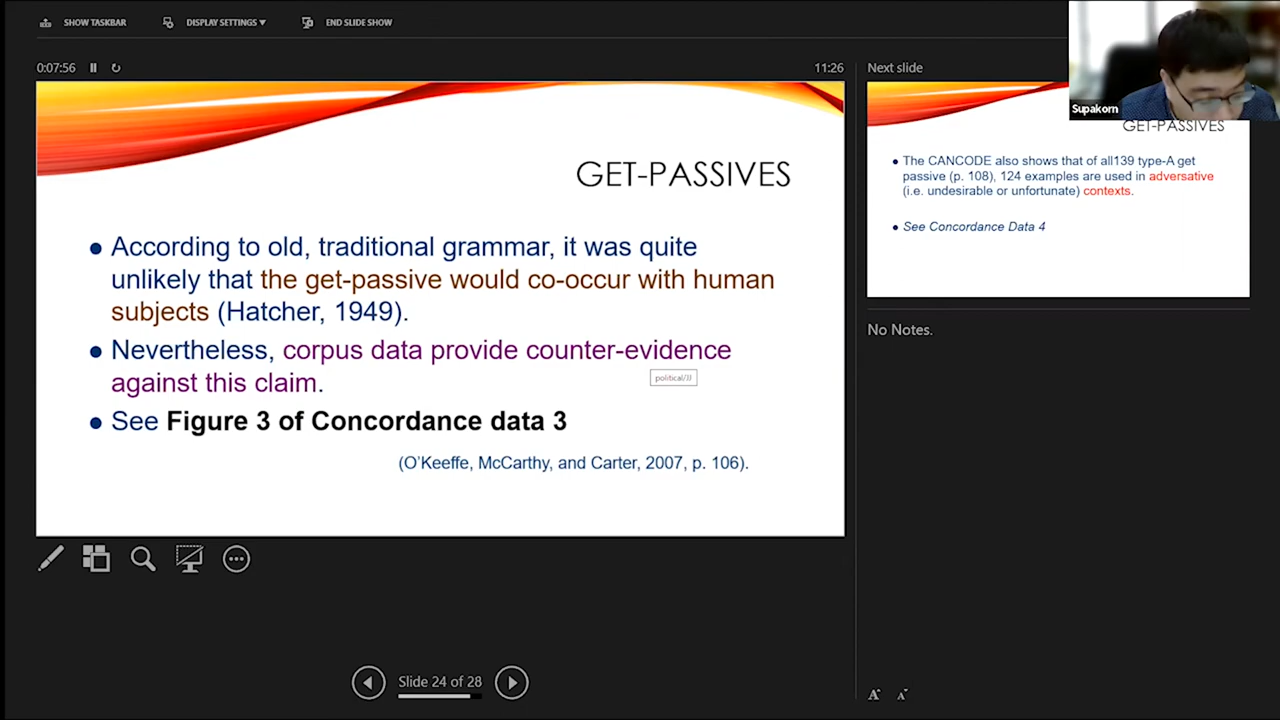 SHOW TASKBAR DISPLAY SETTINGS ▾ END SLIDE SHOW
0:07:56 11:26
GET-PASSIVES
● According to old, traditional grammar, it was quite
unlikely that the get-passive would co-occur with human
subjects (Hatcher, 1949).
● Nevertheless, corpus data provide counter-evidence
against this claim.
political/JJ
● See Figure 3 of Concordance data 3
(O'Keeffe, McCarthy, and Carter, 2007, p. 106).
Slide 24 of 28
Next slide
Supakorn
GET-PASSIVES
• The CANCODE also shows that of all139 type-A get
passive (p. 108), 124 examples are used in adversative
(i.e. undesirable or unfortunate) contexts.
• See Concordance Data 4
No Notes.
A A